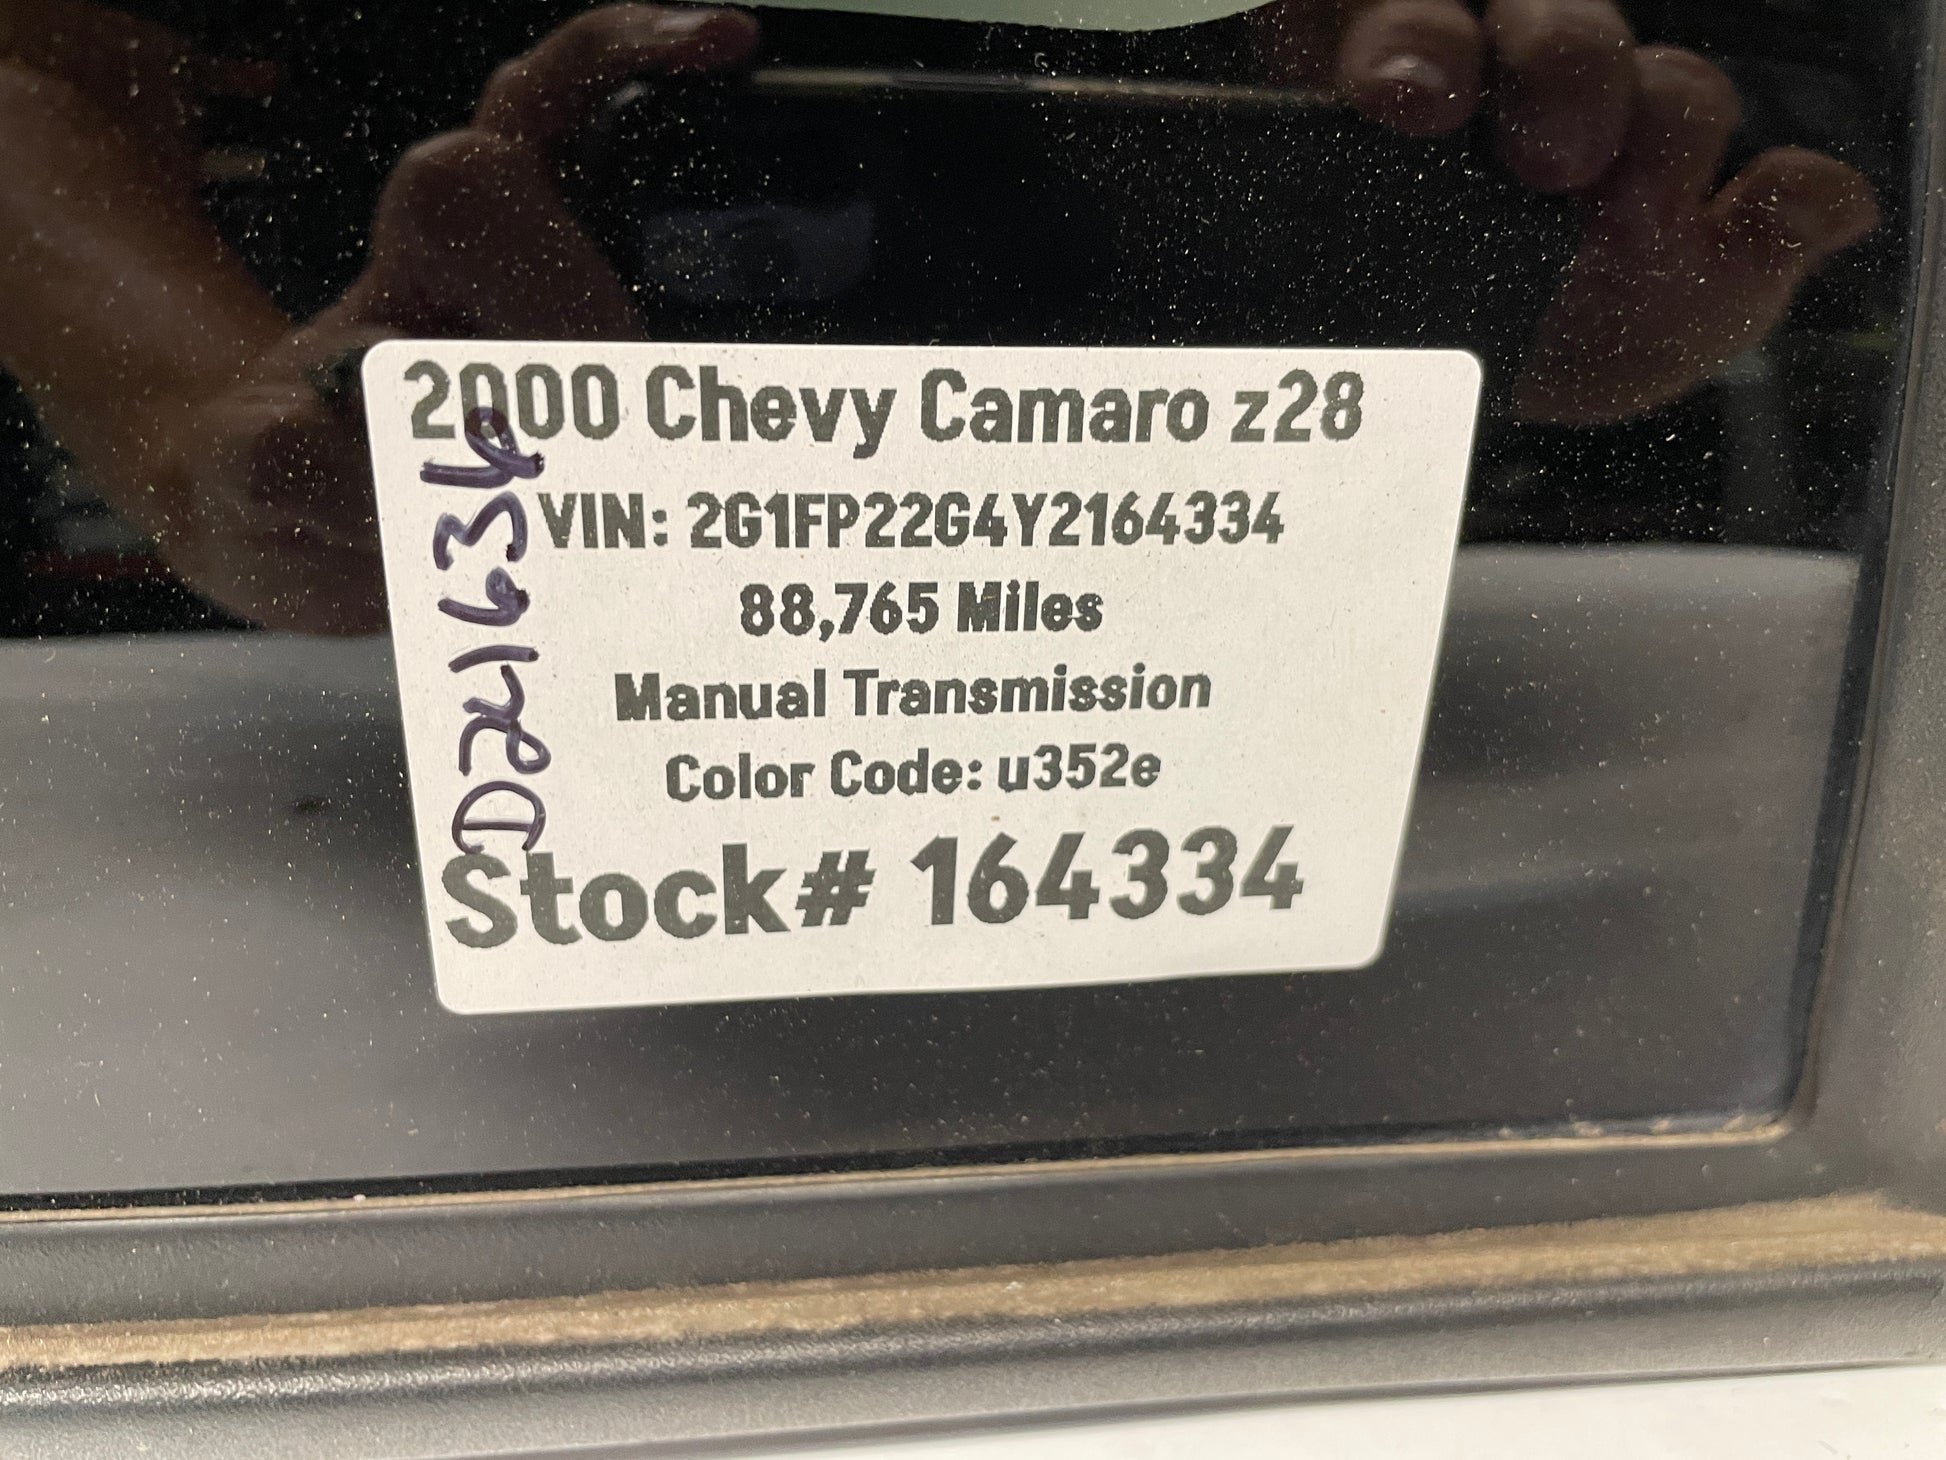 2000 Chevy Camaro z28
VIN: 2G1FP22G4Y2164334
88,765 Miles
Manual Transmission
Color Code: u352e
Stock# 164334